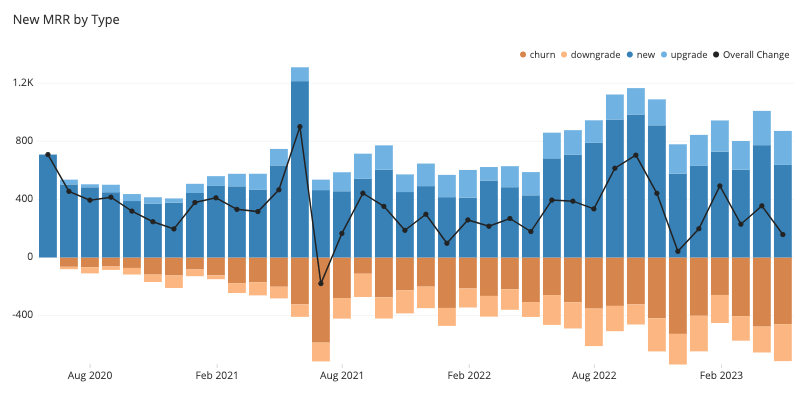 New MRR by Type
churn downgrade new upgrade Overall Change
1.2K
800
400
0
-400
Aug 2020 Feb 2021 Aug 2021 Feb 2022 Aug 2022 Feb 2023